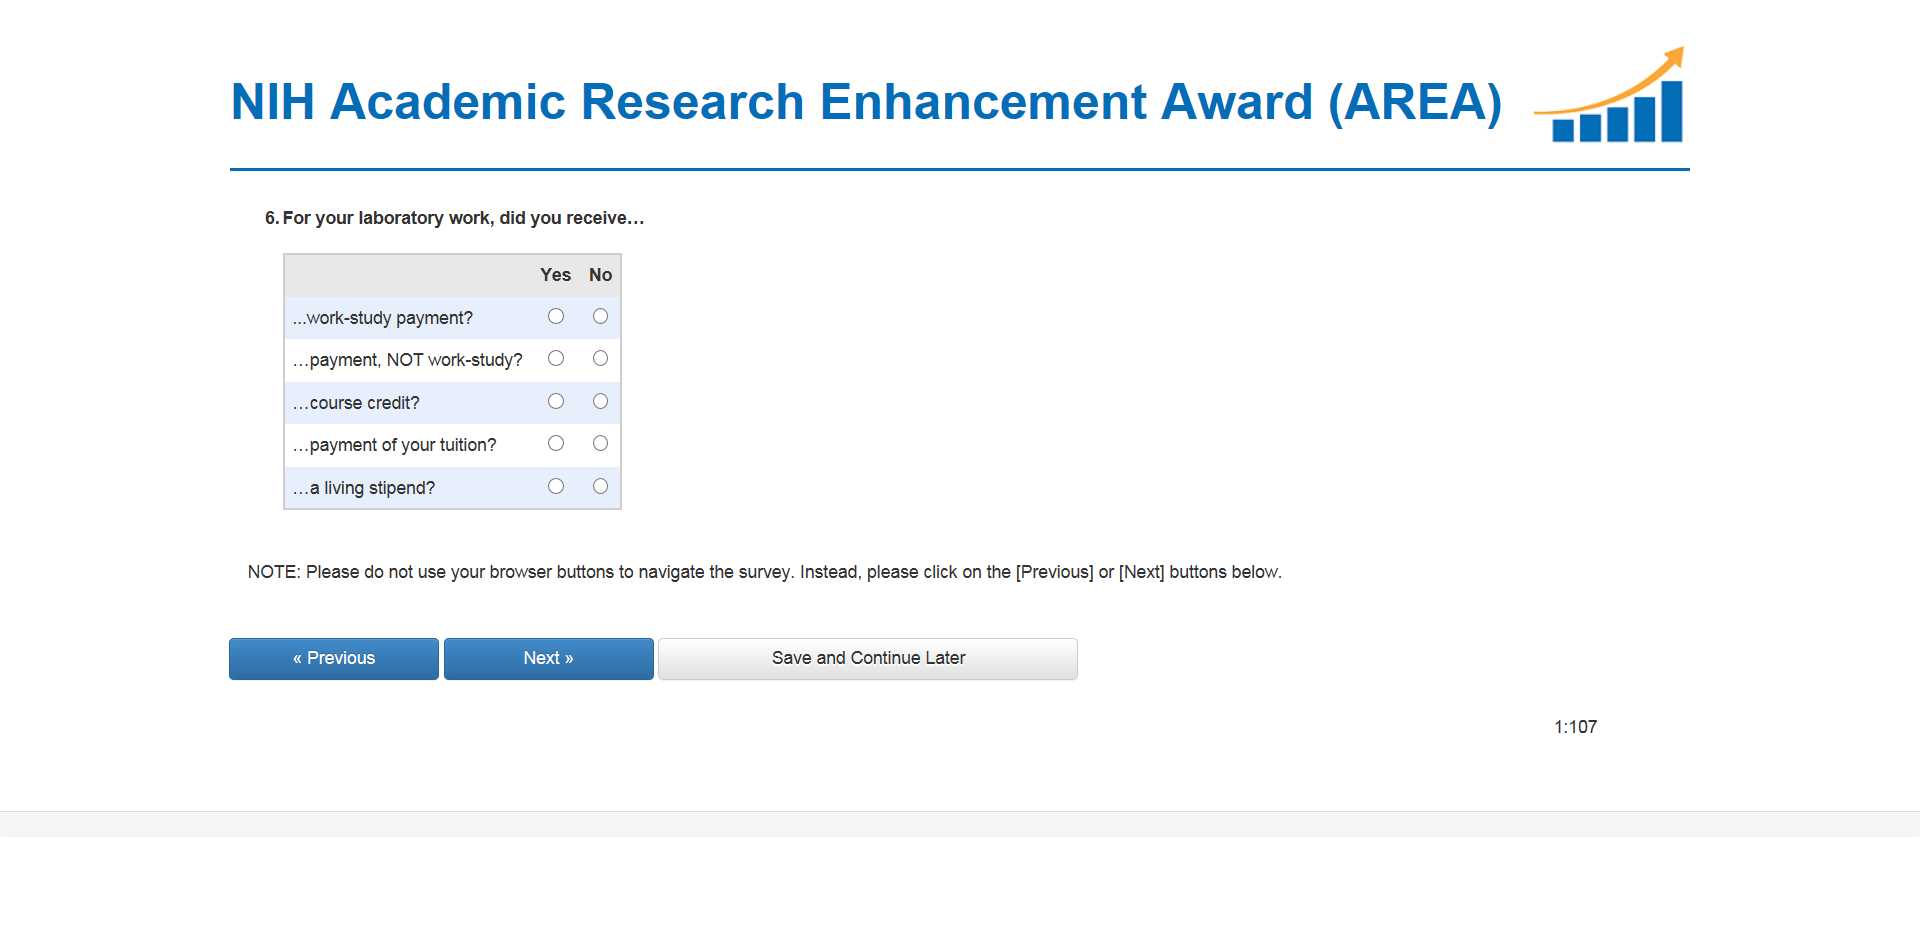 NIH Academic Research Enhancement Award (AREA)
6. For your laboratory work, did you receive…
Yes No
...work-study payment?
…payment, NOT work-study?
…course credit?
…payment of your tuition?
…a living stipend?
NOTE: Please do not use your browser buttons to navigate the survey. Instead, please click on the [Previous] or [Next] buttons below.
« Previous Next » Save and Continue Later
1:107